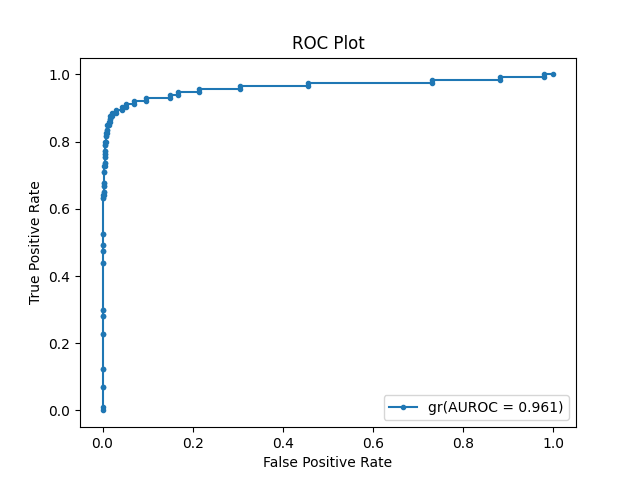 ROC Plot
True Positive Rate
1.0
0.8
0.6
0.4
0.2
0.0
gr(AUROC = 0.961)
0.0 0.2 0.4 0.6 0.8 1.0
False Positive Rate